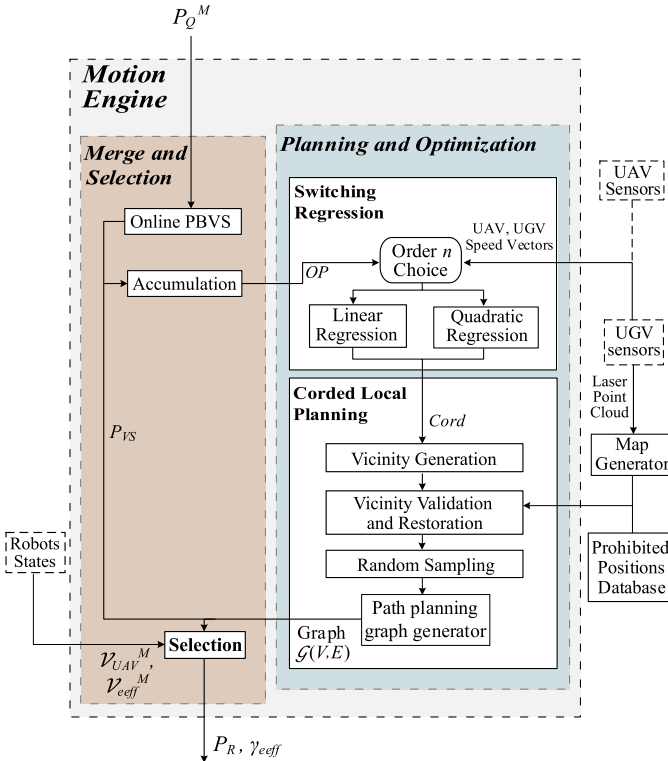 P_Q^M
Motion
Engine
Merge and
Selection
Planning and Optimization
Online PBVS
Accumulation
Switching
Regression
UAV, UGV
Speed Vectors
Order n
Choice
OP
Linear
Regression
Quadratic
Regression
UAV
Sensors
UGV
sensors
Laser
Point
Cloud
Map
Generator
Prohibited
Positions
Database
Corded Local
Planning
Cord
P_VS
Vicinity Generation
Vicinity Validation
and Restoration
Random Sampling
Path planning
graph generator
Graph
𝒢(V,E)
Robots
States
Selection
𝒱_UAV^M,
𝒱_eeff^M
P_R , γ_eeff